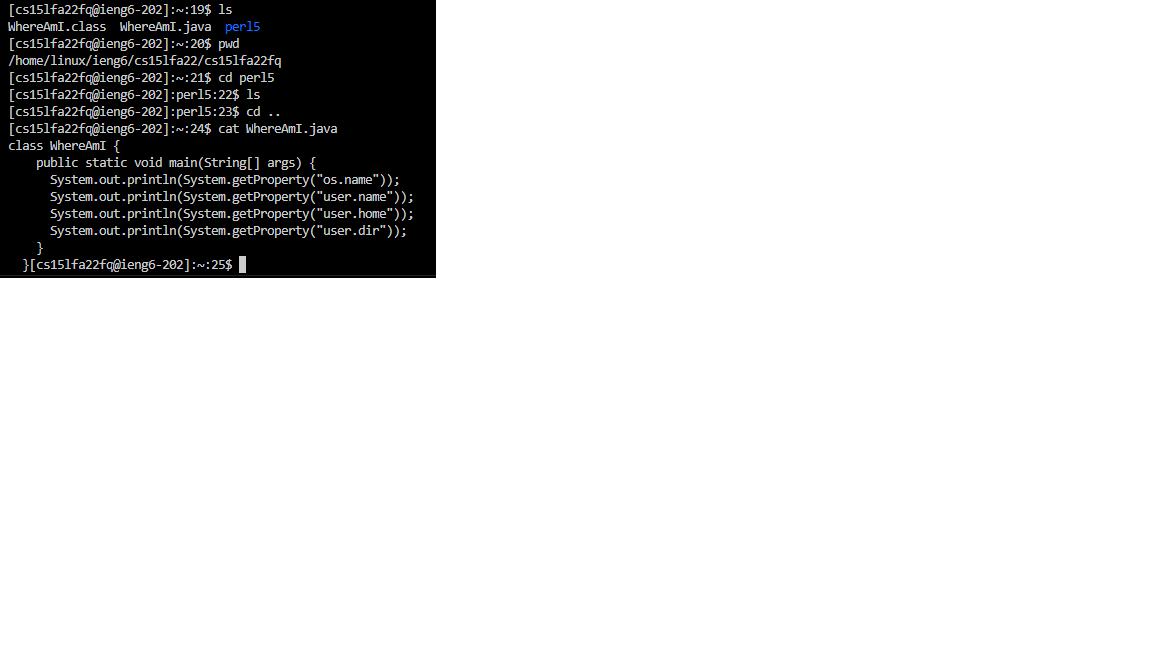 [cs15lfa22fq@ieng6-202]:~:19$ ls
WhereAmI.class  WhereAmI.java  perl5
[cs15lfa22fq@ieng6-202]:~:20$ pwd
/home/linux/ieng6/cs15lfa22/cs15lfa22fq
[cs15lfa22fq@ieng6-202]:~:21$ cd perl5
[cs15lfa22fq@ieng6-202]:perl5:22$ ls
[cs15lfa22fq@ieng6-202]:perl5:23$ cd ..
[cs15lfa22fq@ieng6-202]:~:24$ cat WhereAmI.java
class WhereAmI {
    public static void main(String[] args) {
      System.out.println(System.getProperty("os.name"));
      System.out.println(System.getProperty("user.name"));
      System.out.println(System.getProperty("user.home"));
      System.out.println(System.getProperty("user.dir"));
    }
  }[cs15lfa22fq@ieng6-202]:~:25$